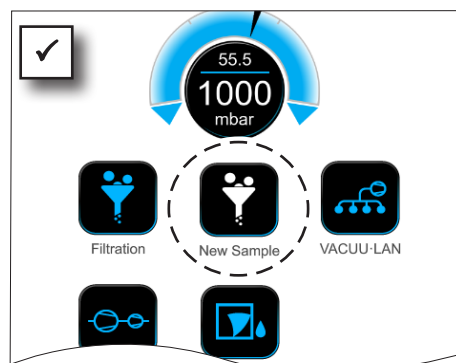 55.5
1000
mbar
Filtration
New Sample
VACUU·LAN